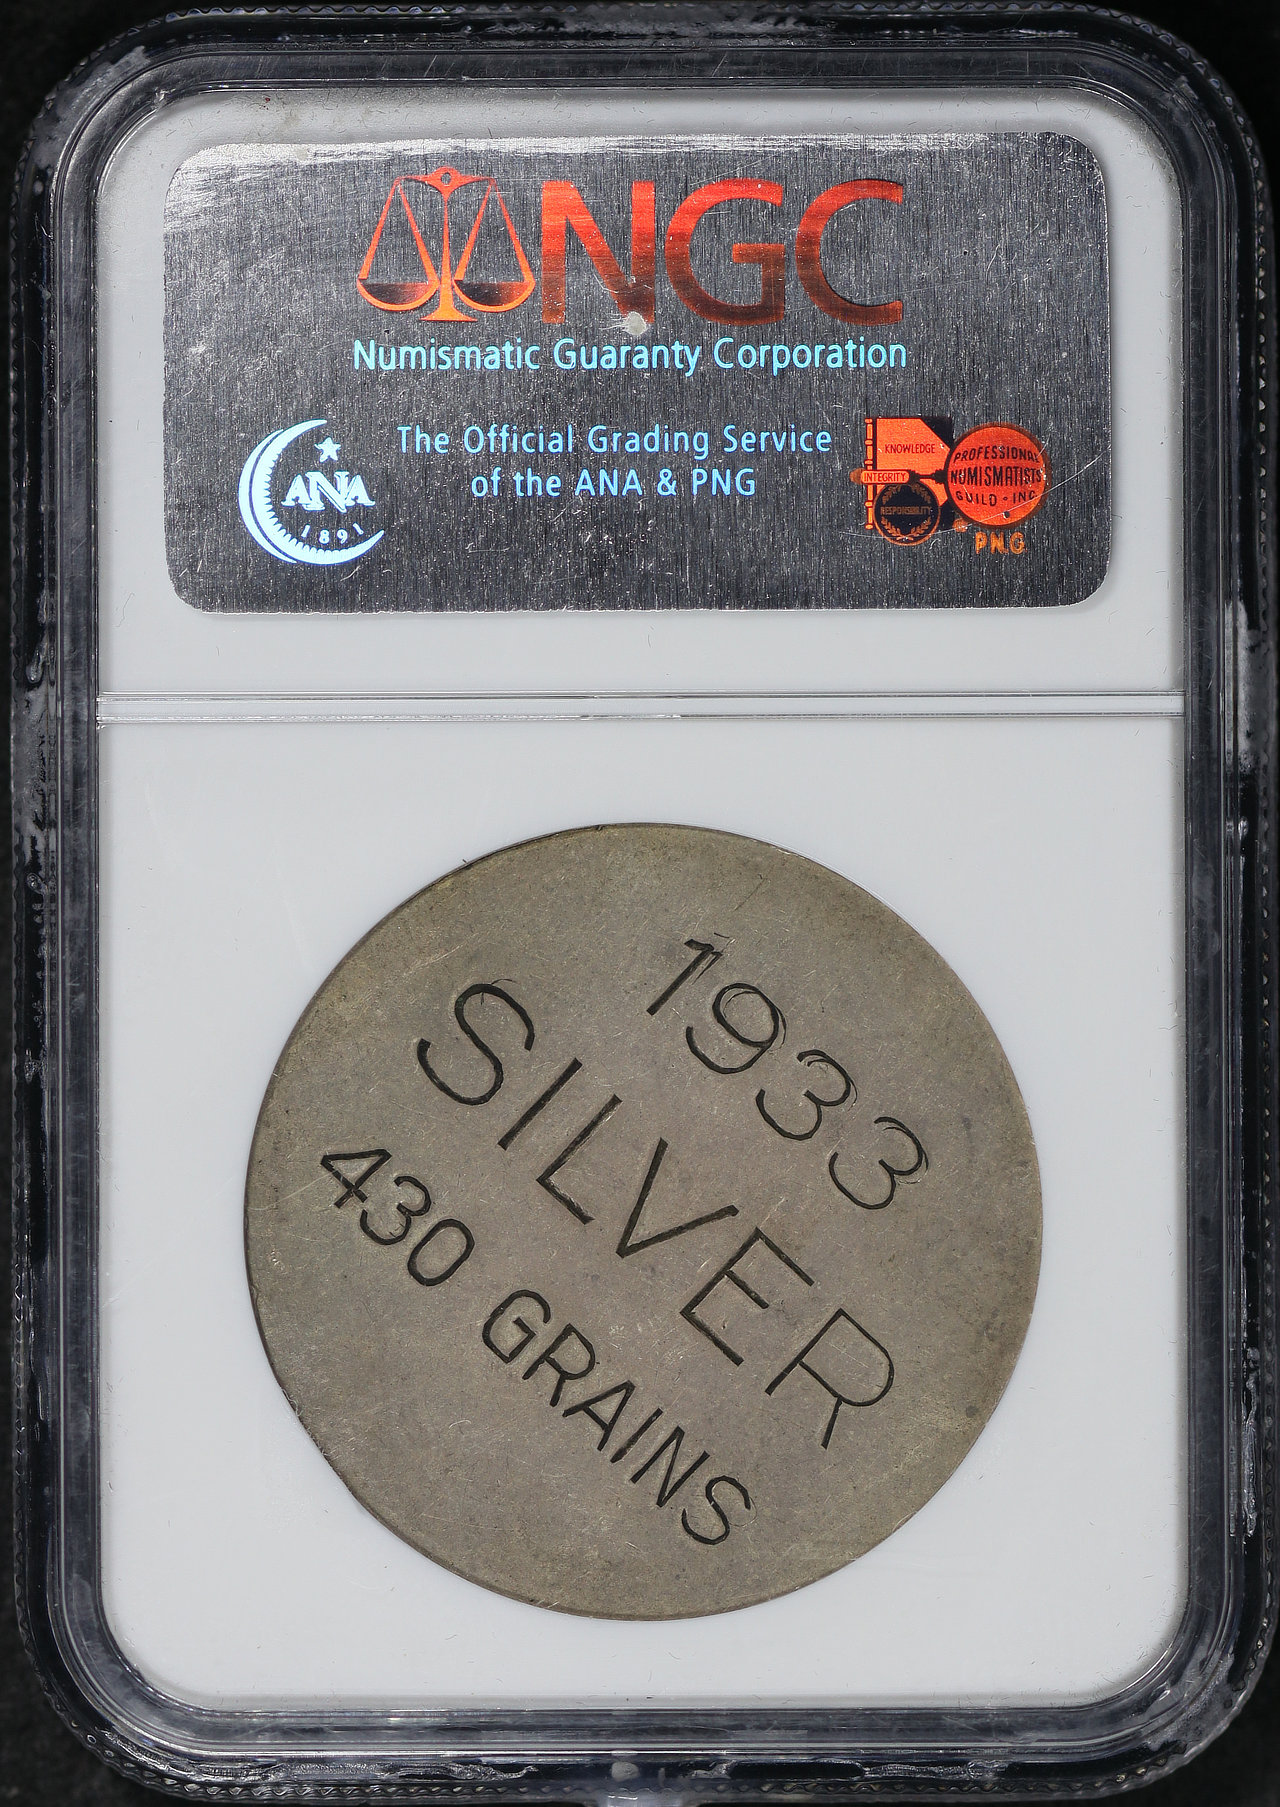 NGC
Numismatic Guaranty Corporation
The Official Grading Service
of the ANA & PNG
ANA
1891
KNOWLEDGE
INTEGRITY
RESPONSIBILITY
PROFESSIONAL
NUMISMATISTS
GUILD • INC.
PNG
1933
SILVER
430 GRAINS